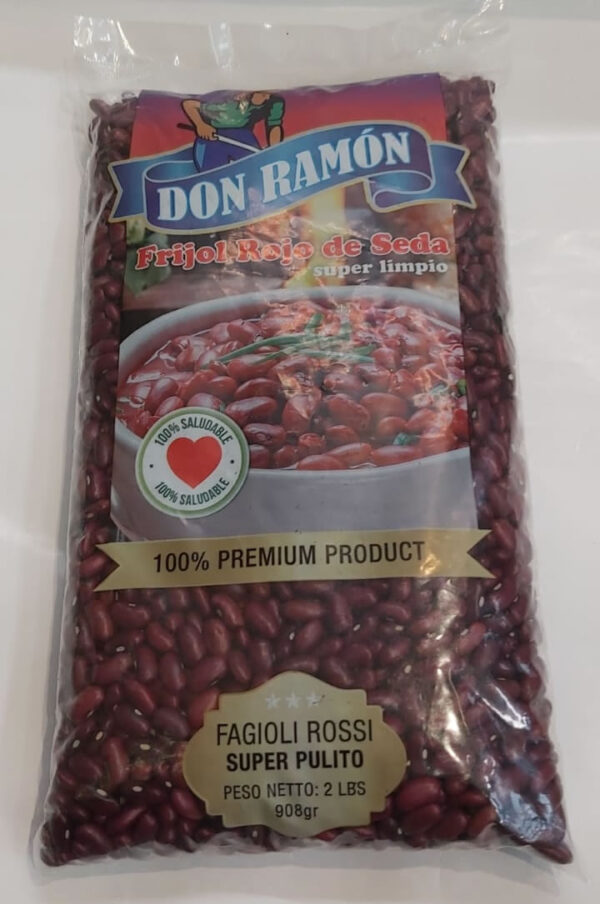 DON RAMÓN
Frijol Rojo de Seda
super limpio
100% SALUDABLE
100% SALUDABLE
100% PREMIUM PRODUCT
FAGIOLI ROSSI
SUPER PULITO
PESO NETTO: 2 LBS
908gr